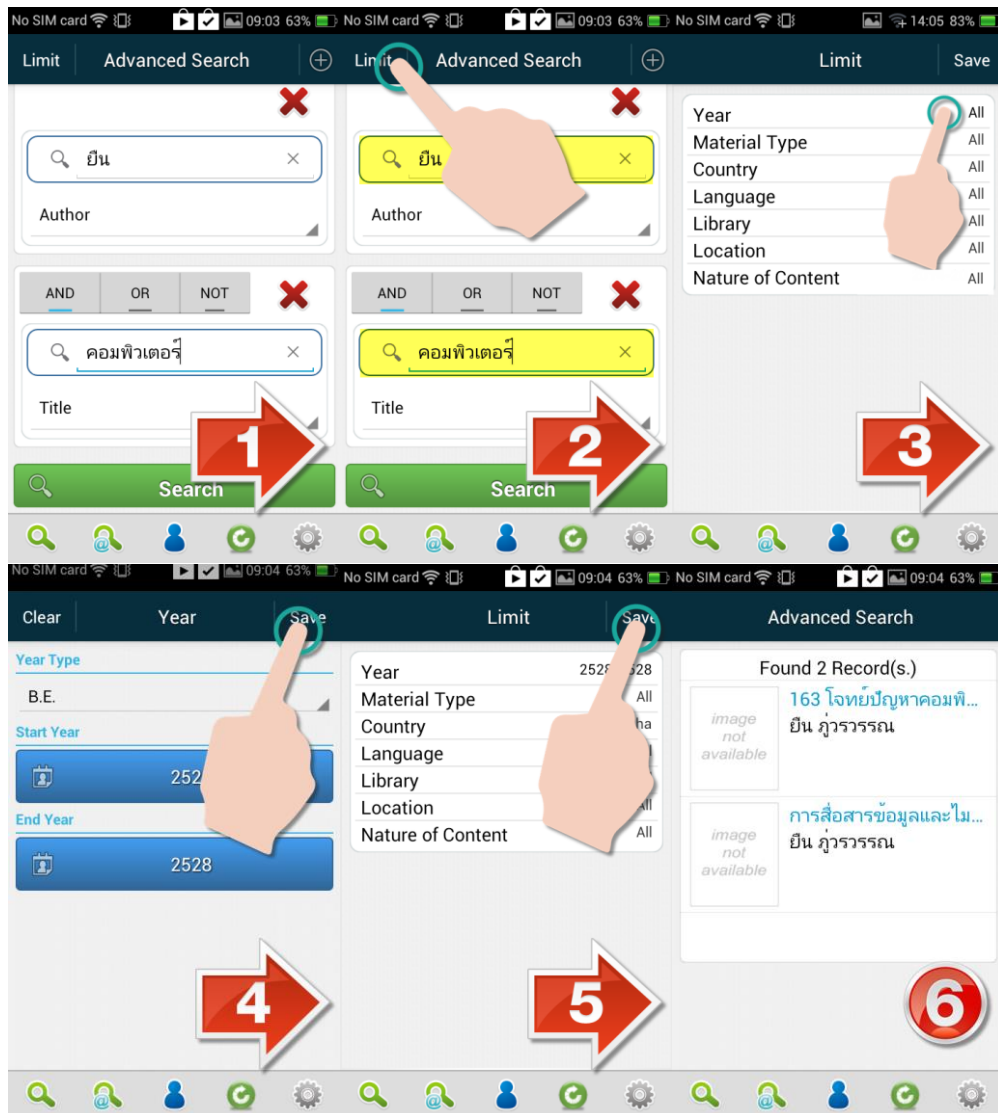 No SIM card 09:03 63%
Limit Advanced Search
ยืน
Author
AND OR NOT
คอมพิวเตอร์
Title
Search
1
No SIM card 09:03 63%
Limit Advanced Search
ยืน
Author
AND OR NOT
คอมพิวเตอร์
Title
Search
2
No SIM card 14:05 83%
Limit Save
Year All
Material Type All
Country All
Language All
Library All
Location All
Nature of Content All
3
No SIM card 09:04 63%
Clear Year Save
Year Type
B.E.
Start Year
252
End Year
2528
4
No SIM card 09:04 63%
Limit Save
Year 2528 528
Material Type All
Country
Language
Library
Location All
Nature of Content All
5
No SIM card 09:04 63%
Advanced Search
Found 2 Record(s.)
163 โจทย์ปัญหาคอมพิ...
ยืน ภู่วรวรรณ
image
not
available
การสื่อสารข้อมูลและไม...
ยืน ภู่วรวรรณ
image
not
available
6